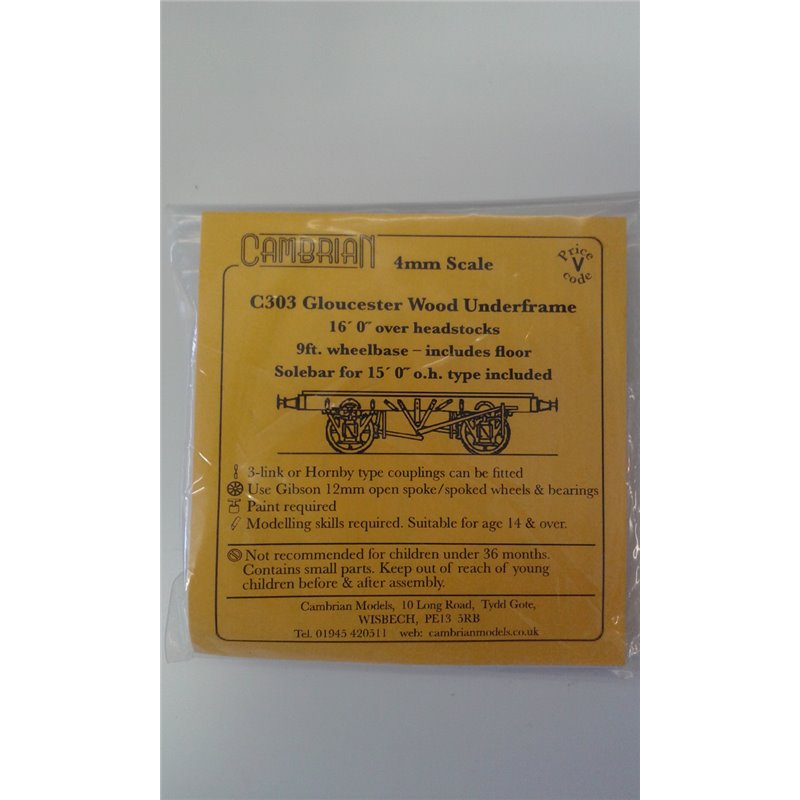 CAMBRIAN 4mm Scale
Price V code
C303 Gloucester Wood Underframe
16´ 0˝ over headstocks
9ft. wheelbase – includes floor
Solebar for 15´ 0˝ o.h. type included
3-link or Hornby type couplings can be fitted
Use Gibson 12mm open spoke/spoked wheels & bearings
Paint required
Modelling skills required. Suitable for age 14 & over.
Not recommended for children under 36 months.
Contains small parts. Keep out of reach of young
children before & after assembly.
Cambrian Models, 10 Long Road, Tydd Gote,
WISBECH, PE13 5RB
Tel. 01945 420511 web: cambrianmodels.co.uk